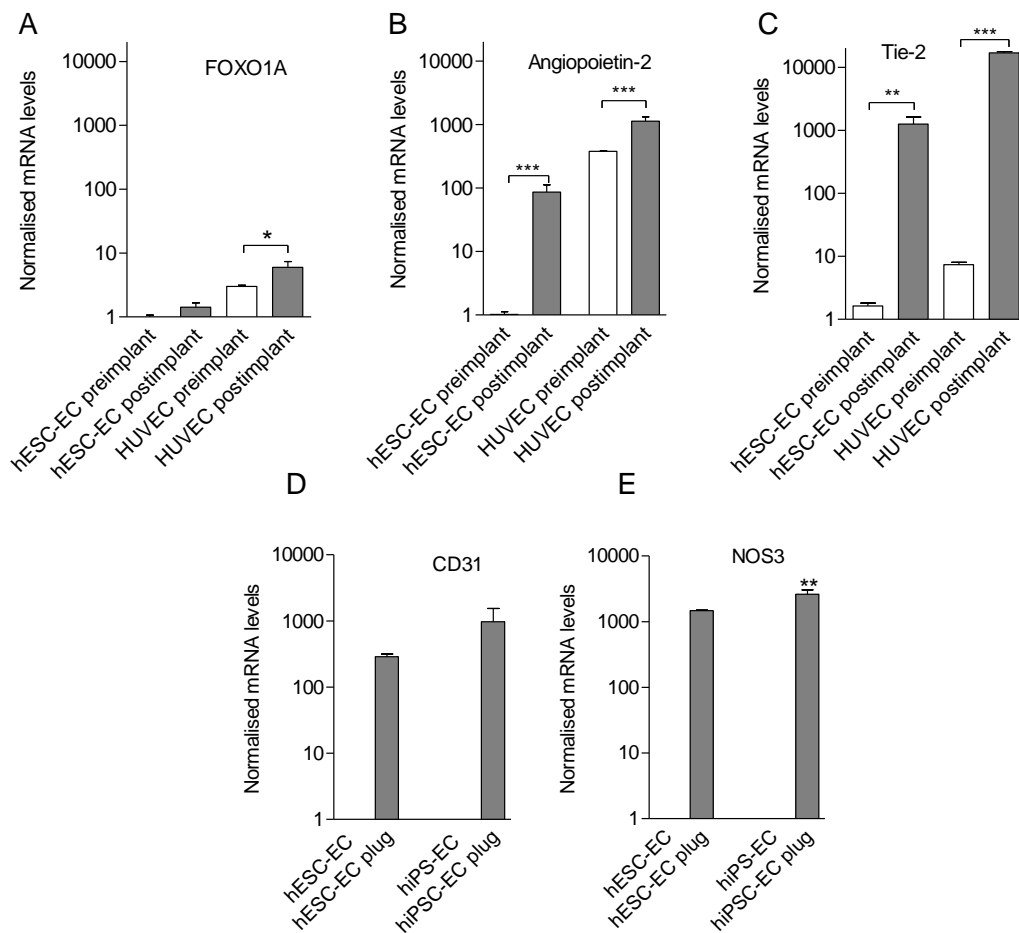 A
FOXO1A
Normalised mRNA levels
10000
1000
100
10
1
*
hESC-EC preimplant
hESC-EC postimplant
HUVEC preimplant
HUVEC postimplant
B
Angiopoietin-2
Normalised mRNA levels
10000
1000
100
10
1
***
***
hESC-EC preimplant
hESC-EC postimplant
HUVEC preimplant
HUVEC postimplant
C
Tie-2
Normalised mRNA levels
10000
1000
100
10
1
**
***
hESC-EC preimplant
hESC-EC postimplant
HUVEC preimplant
HUVEC postimplant
D
CD31
Normalised mRNA levels
10000
1000
100
10
1
hESC-EC
hESC-EC plug
hiPS-EC
hiPSC-EC plug
E
NOS3
Normalised mRNA levels
10000
1000
100
10
1
**
hESC-EC
hESC-EC plug
hiPS-EC
hiPSC-EC plug